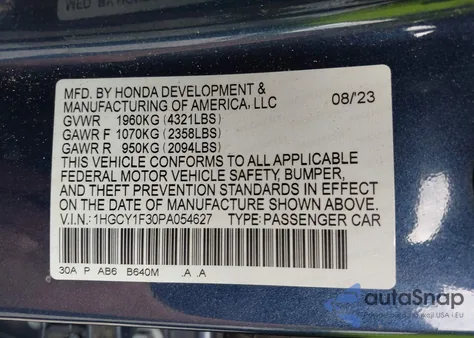 MFD. BY HONDA DEVELOPMENT &
MANUFACTURING OF AMERICA, LLC 08/23
GVWR 1960KG (4321LBS)
GAWR F 1070KG (2358LBS)
GAWR R 950KG (2094LBS)
THIS VEHICLE CONFORMS TO ALL APPLICABLE
FEDERAL MOTOR VEHICLE SAFETY, BUMPER,
AND THEFT PREVENTION STANDARDS IN EFFECT
ON THE DATE OF MANUFACTURE SHOWN ABOVE.
V.I.N.: 1HGCY1F30PA054627 TYPE: PASSENGER CAR
30A P AB6 B640M .A .A
autoSnap